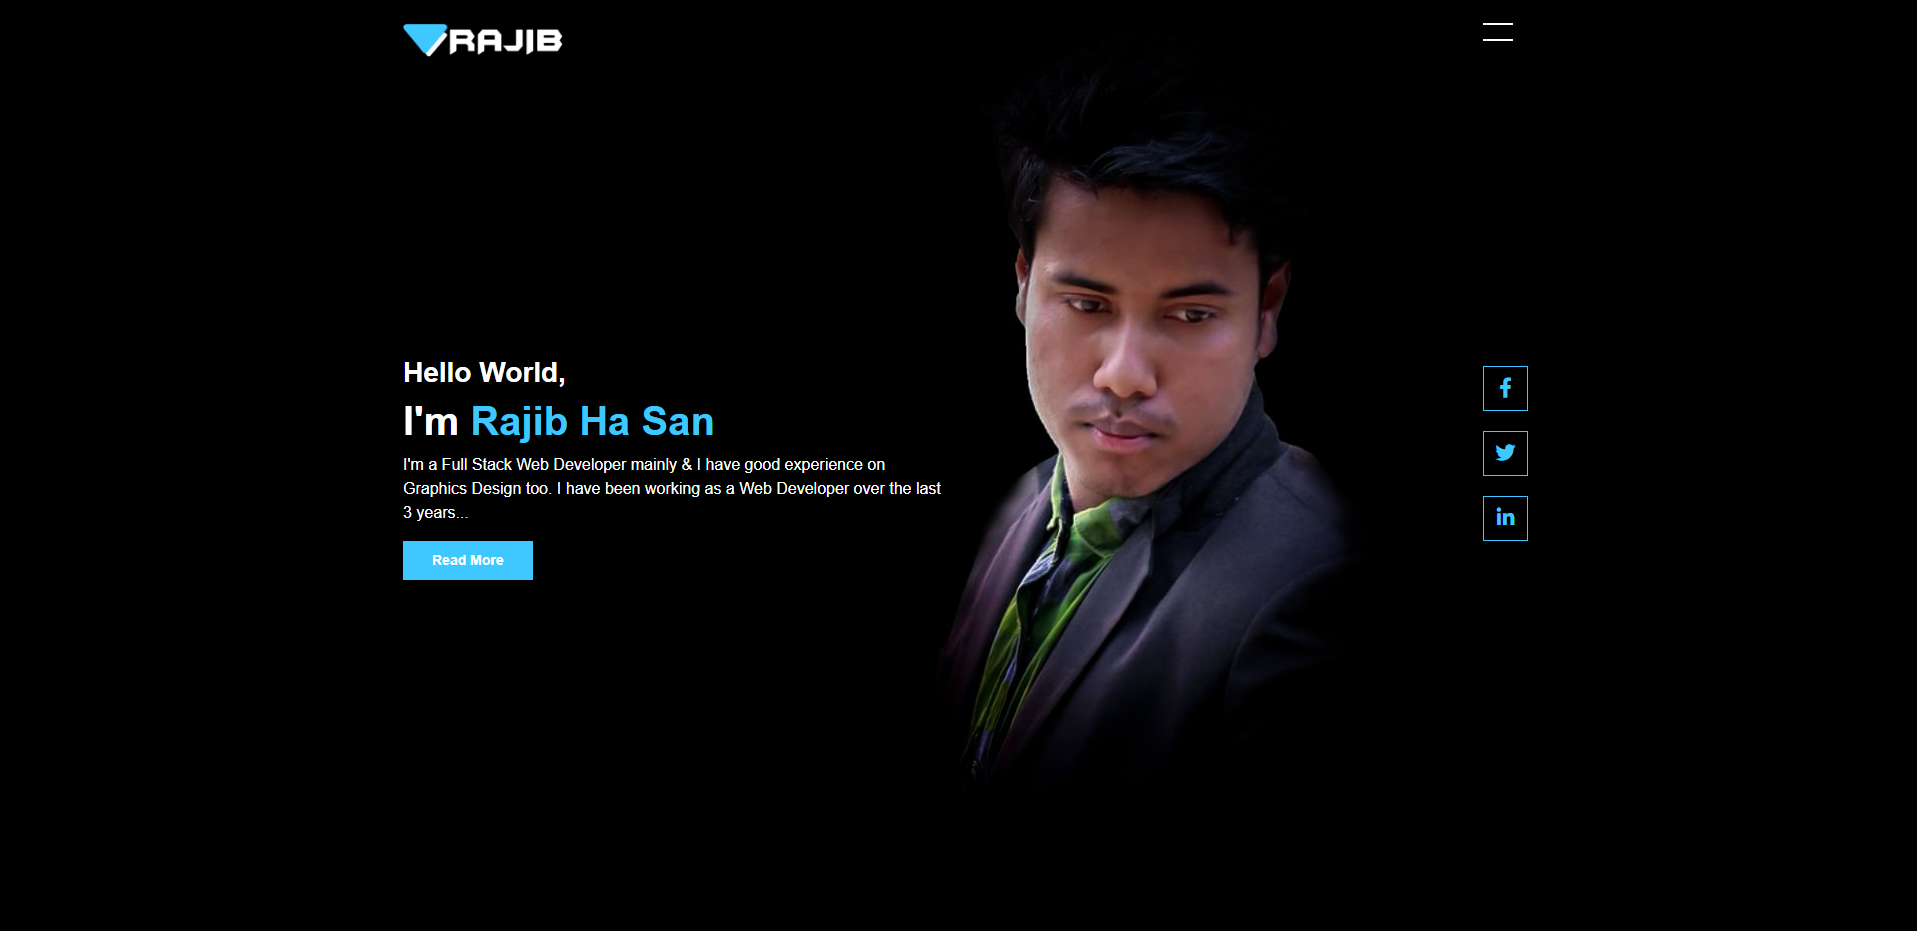 RAJIB
Hello World,
I'm Rajib Ha San
I'm a Full Stack Web Developer mainly & I have good experience on
Graphics Design too. I have been working as a Web Developer over the last
3 years...
Read More